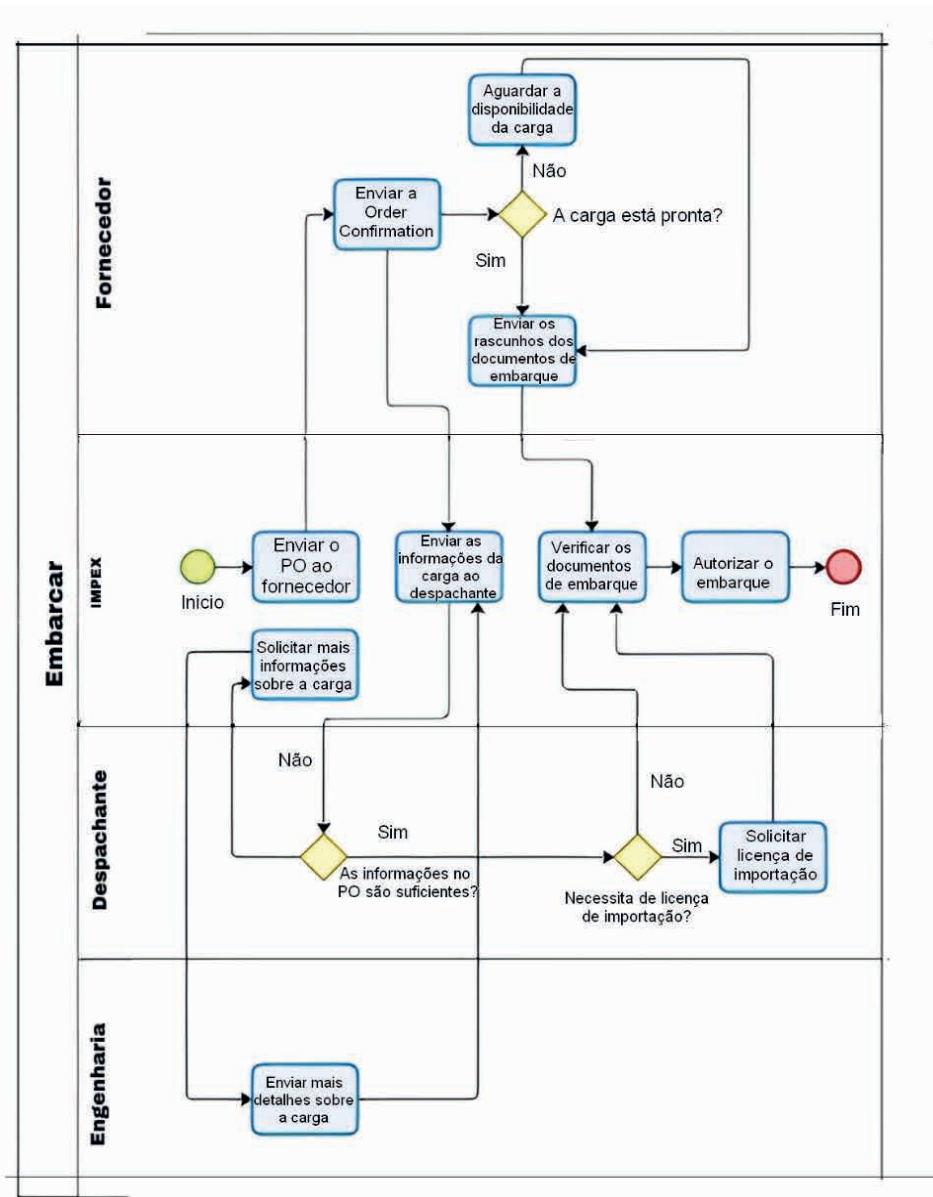 Embarcar
Fornecedor
Aguardar a
disponibilidade
da carga
Não
Enviar a
Order
Confirmation
A carga está pronta?
Sim
Enviar os
rascunhos dos
documentos de
embarque
IMPEX
Inicio
Enviar o
PO ao
fornecedor
Enviar as
informações da
carga ao
despachante
Verificar os
documentos
de embarque
Autorizar o
embarque
Fim
Solicitar mais
informações
sobre a carga
Despachante
Não
Sim
As informações no
PO são suficientes?
Não
Sim
Necessita de licença
de importação?
Solicitar
licença de
importação
Engenharia
Enviar mais
detalhes sobre
a carga